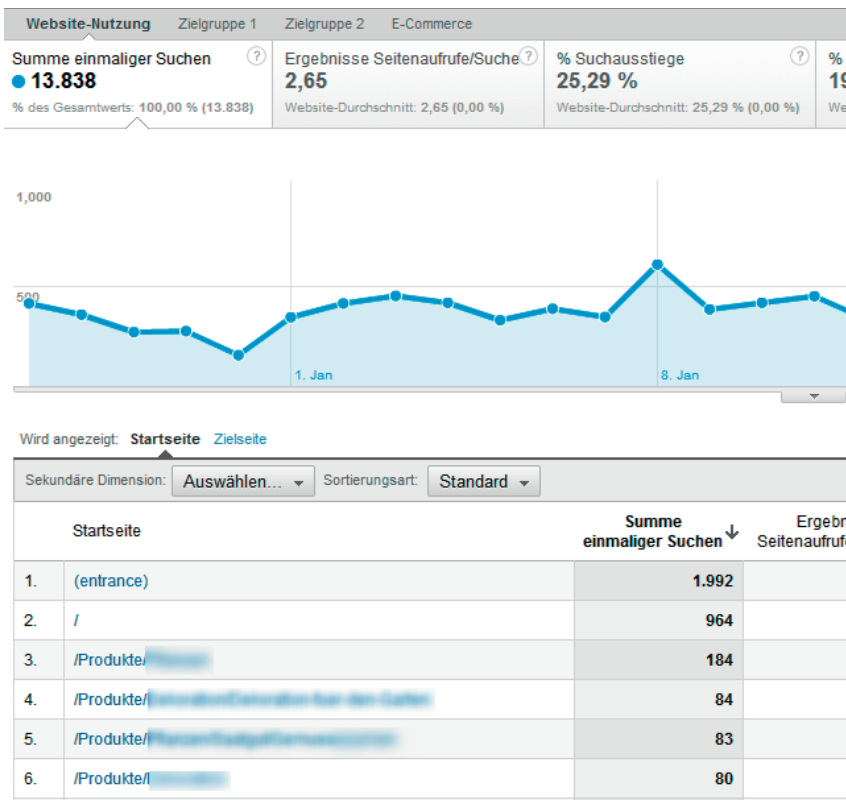 Website-Nutzung Zielgruppe 1 Zielgruppe 2 E-Commerce
Summe einmaliger Suchen ? Ergebnisse Seitenaufrufe/Suche ? % Suchausstiege ? %
13.838 2,65 25,29 % 19
% des Gesamtwerts: 100,00 % (13.838) Website-Durchschnitt: 2,65 (0,00 %) Website-Durchschnitt: 25,29 % (0,00 %) We
1,000
500
1. Jan 8. Jan
Wird angezeigt: Startseite Zielseite
Sekundäre Dimension: Auswählen... Sortierungsart: Standard
Startseite Summe einmaliger Suchen Ergebn Seitenaufrufe
1. (entrance) 1.992
2. / 964
3. /Produkte/ 184
4. /Produkte/ 84
5. /Produkte/ 83
6. /Produkte/ 80